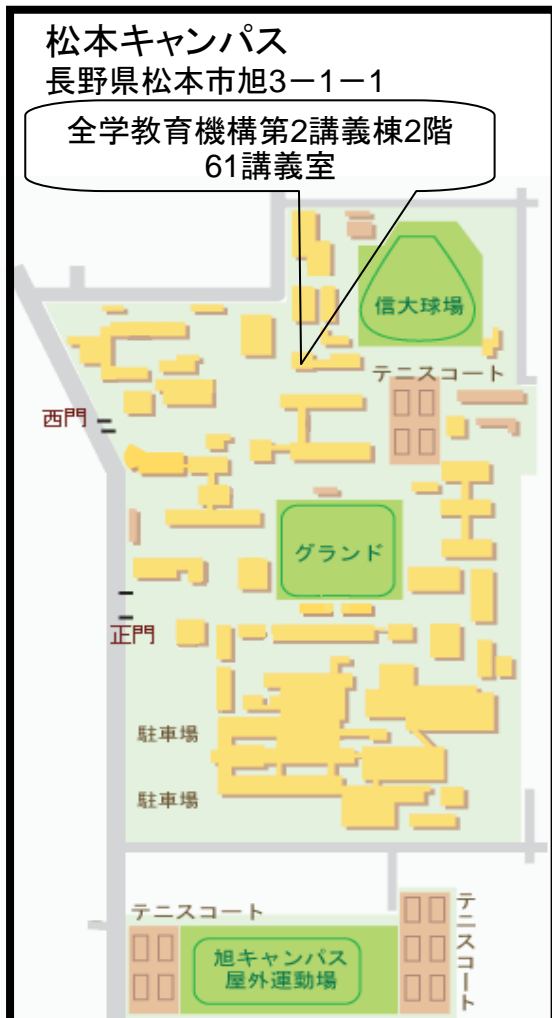 松本キャンパス
長野県松本市旭3－1－1
全学教育機構第2講義棟2階
61講義室
信大球場
テニスコート
西門
グランド
正門
駐車場
駐車場
テニスコート
テニスコート
旭キャンパス
屋外運動場